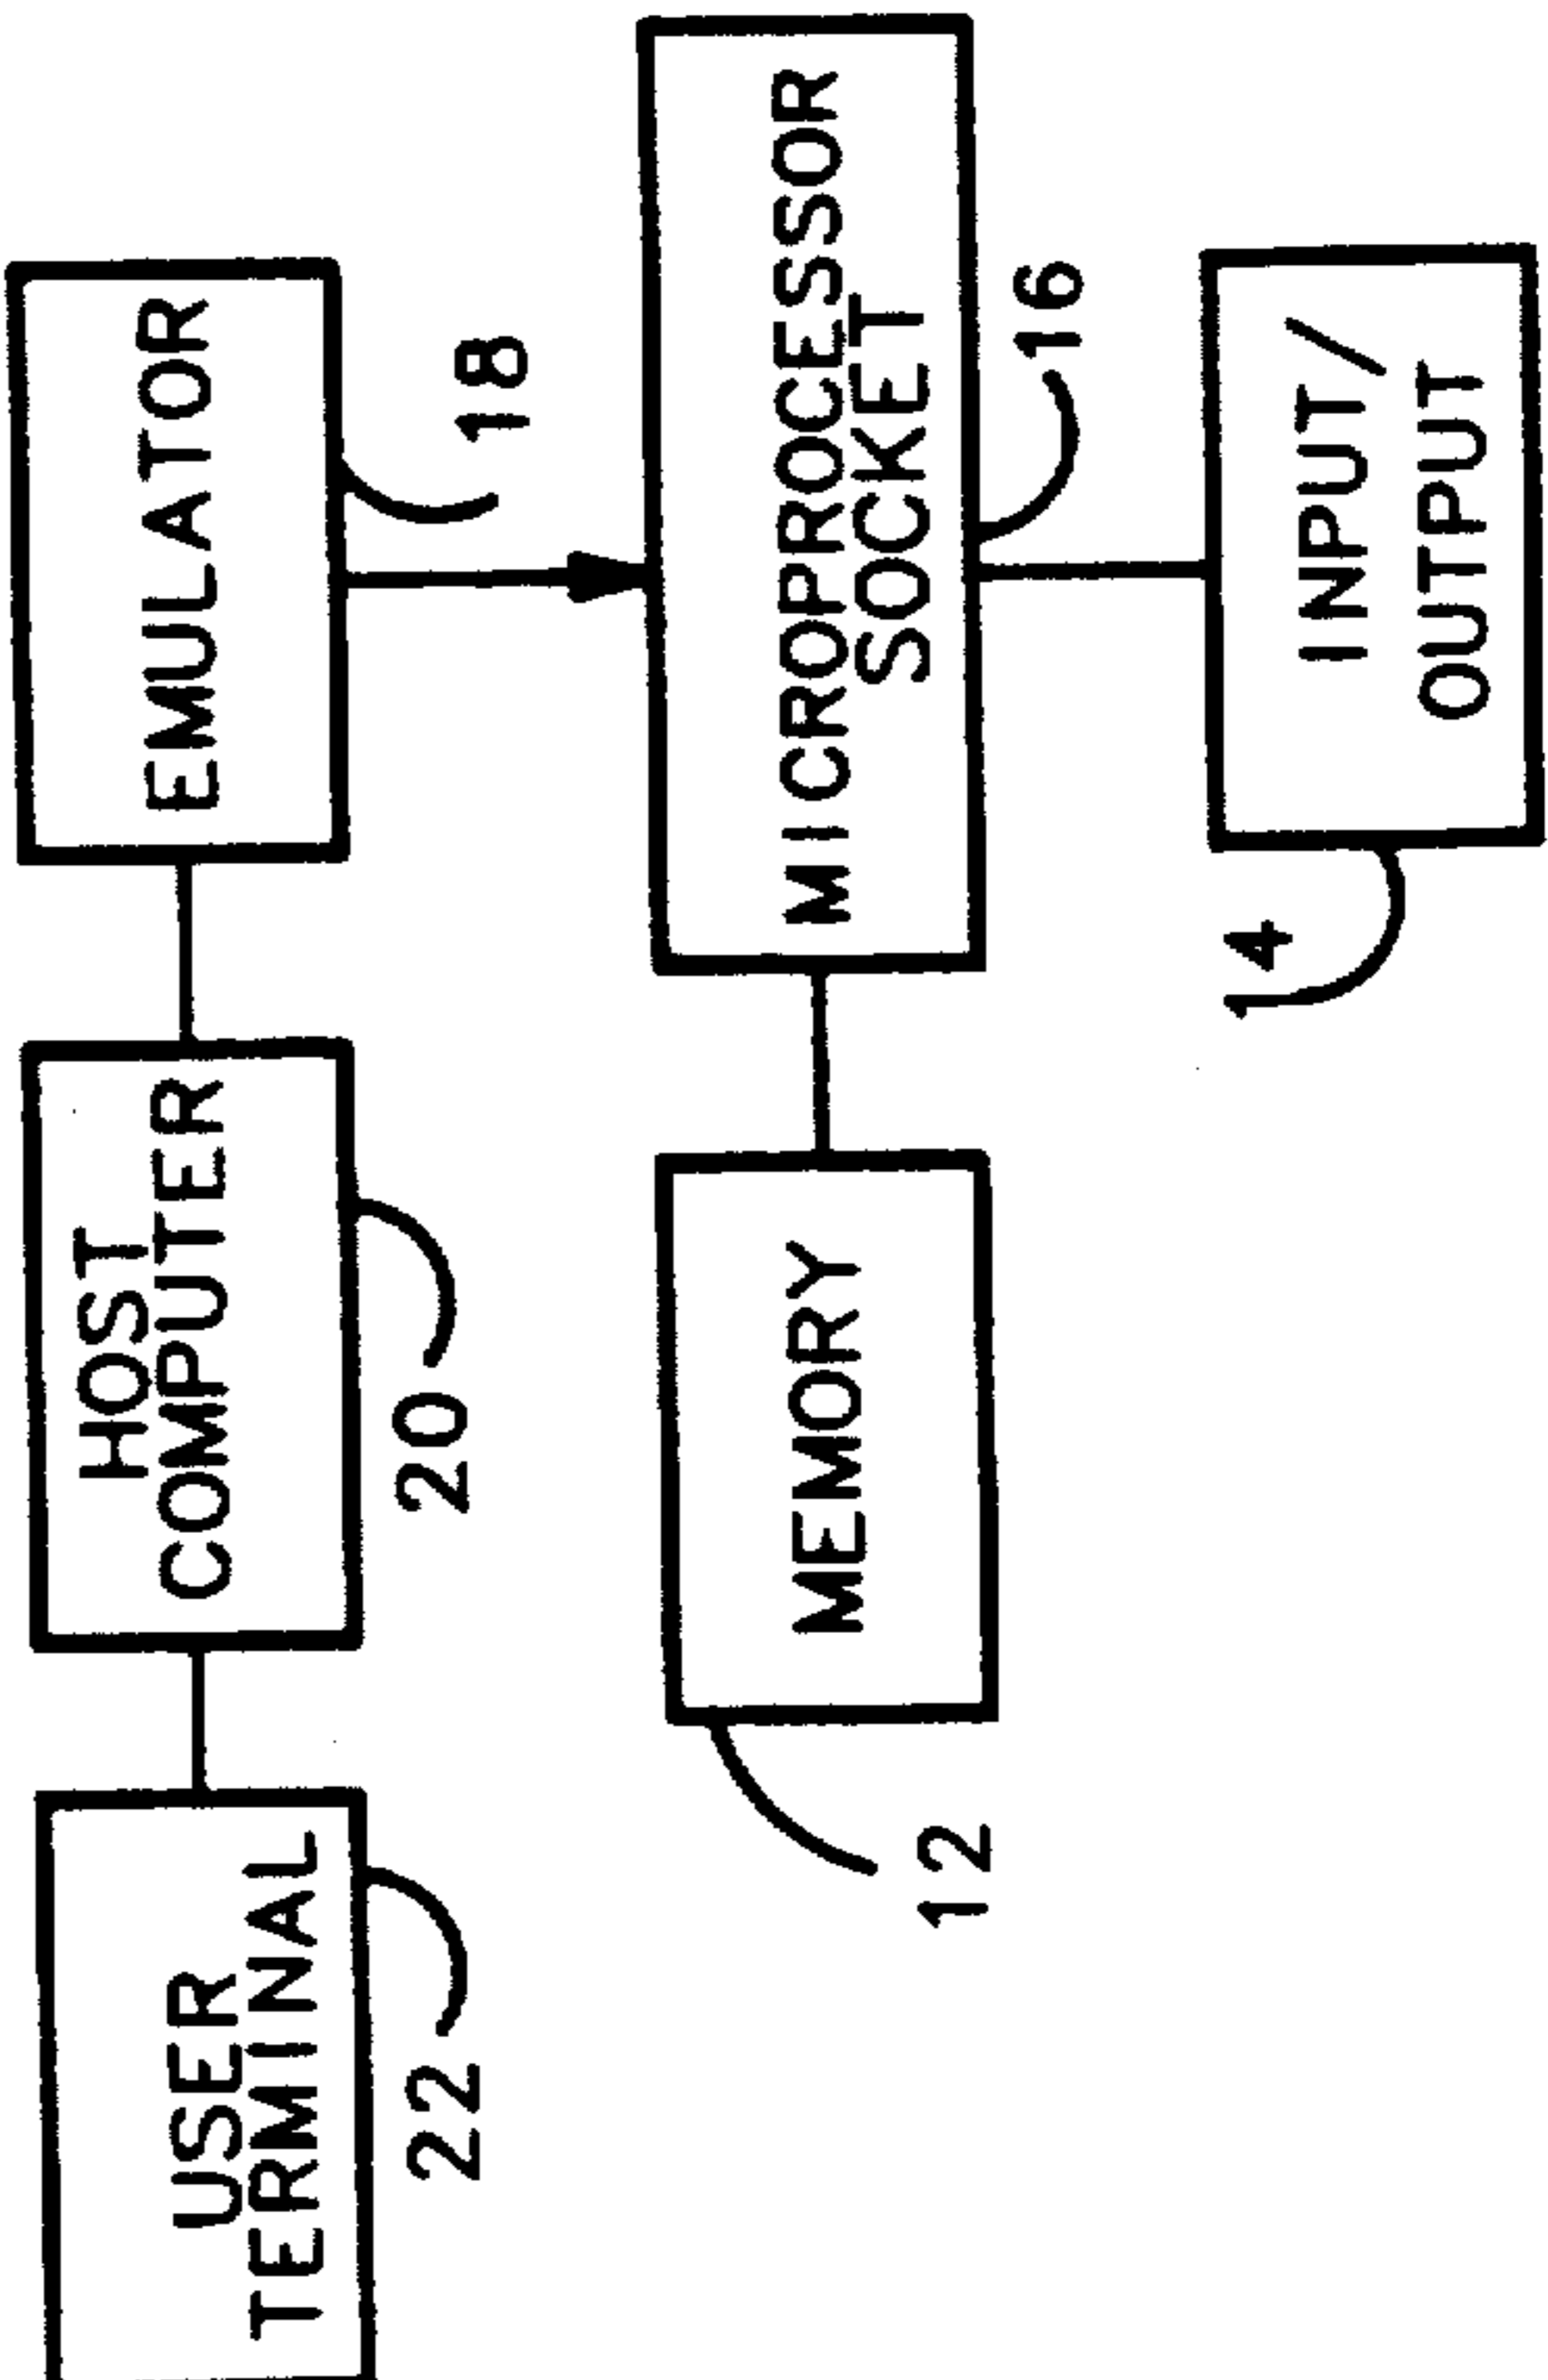 USER
TERMINAL
22
HOST
COMPUTER
20
EMULATOR
18
MEMORY
12
MICROPROCESSOR
SOCKET
16
INPUT/
OUTPUT
14